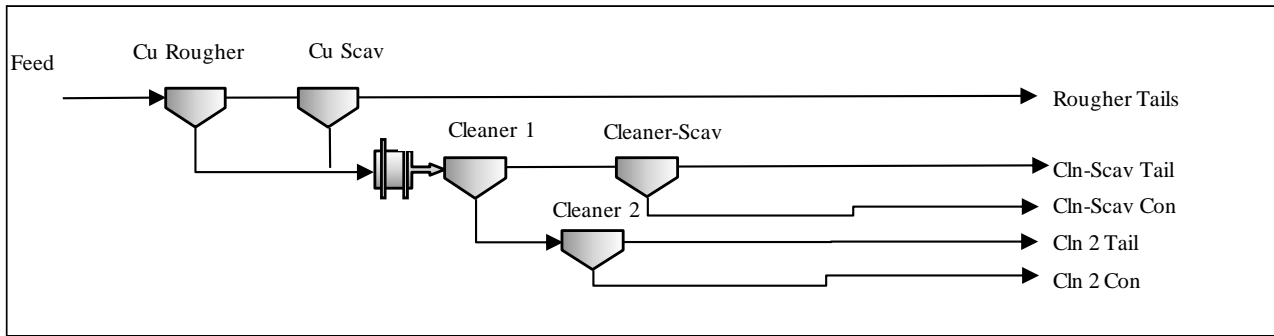 Feed
Cu Rougher
Cu Scav
Rougher Tails
Cleaner 1
Cleaner-Scav
Cln-Scav Tail
Cln-Scav Con
Cleaner 2
Cln 2 Tail
Cln 2 Con